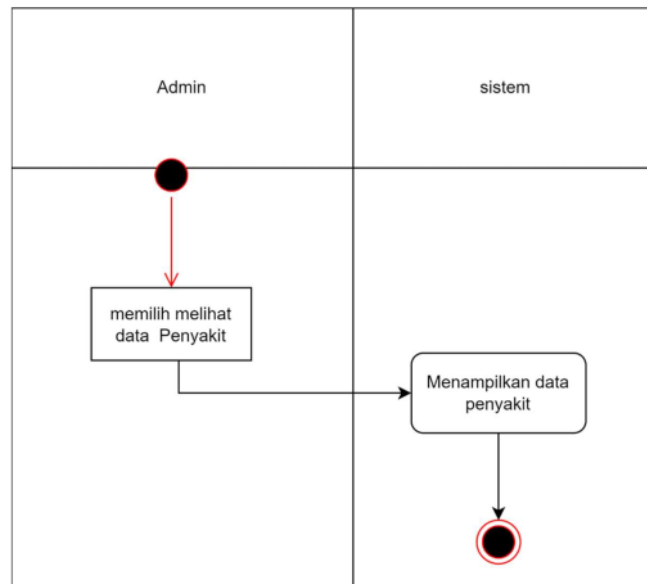 Admin
sistem
memilih melihat
data Penyakit
Menampilkan data
penyakit